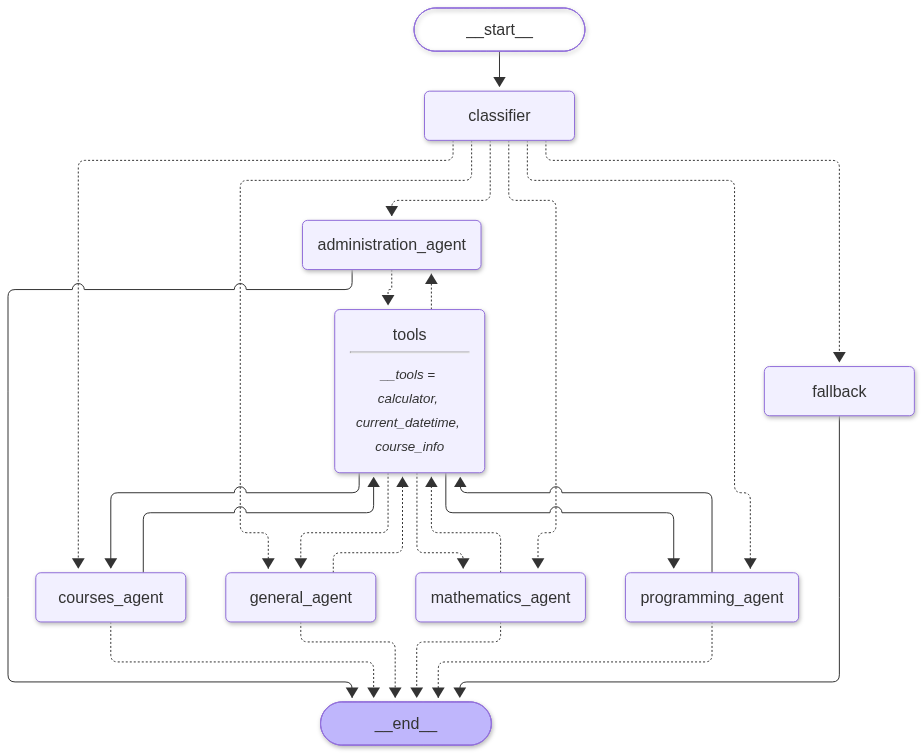 __start__
classifier
administration_agent
tools
__tools =
calculator,
current_datetime,
course_info
fallback
courses_agent
general_agent
mathematics_agent
programming_agent
__end__